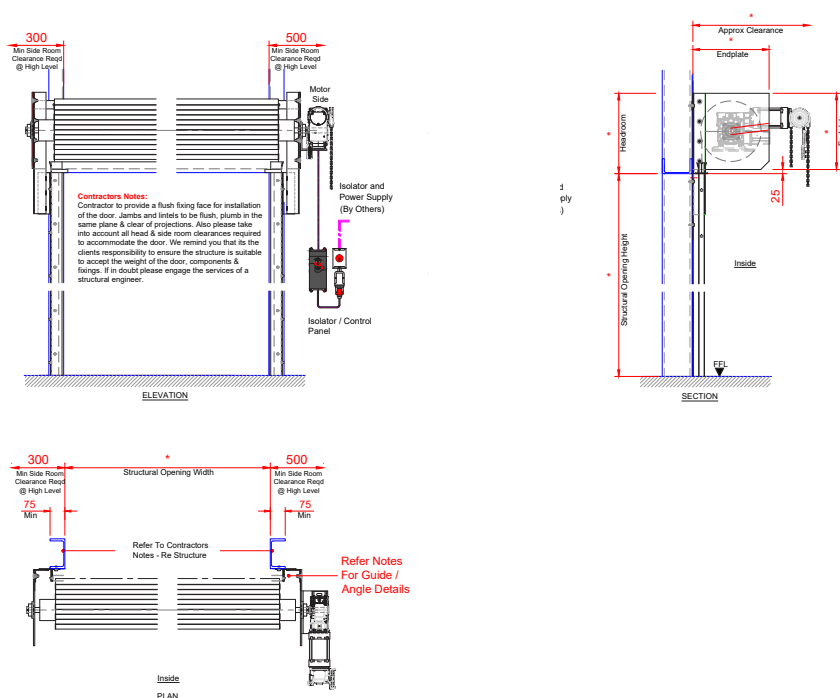 300
Min Side Room
Clearance Reqd
@ High Level
500
Min Side Room
Clearance Reqd
@ High Level
Motor
Side
Isolator and
Power Supply
(By Others)
Contractors Notes:
Contractor to provide a flush fixing face for installation
of the door. Jambs and lintels to be flush, plumb in the
same plane & clear of projections. Also please take
into account all head & side room clearances required
to accommodate the door. We remind you that its the
clients responsibility to ensure the structure is suitable
to accept the weight of the door, components &
fixings. If in doubt please engage the services of a
structural engineer.
Isolator / Control
Panel
ELEVATION
*
Approx Clearance
*
Endplate
*
Headroom
*
25
*
Structural Opening Height
Inside
FFL
SECTION
300
Min Side Room
Clearance Reqd
@ High Level
*
Structural Opening Width
500
Min Side Room
Clearance Reqd
@ High Level
75
Min
75
Min
Refer To Contractors
Notes - Re Structure
Refer Notes
For Guide /
Angle Details
Inside
PLAN